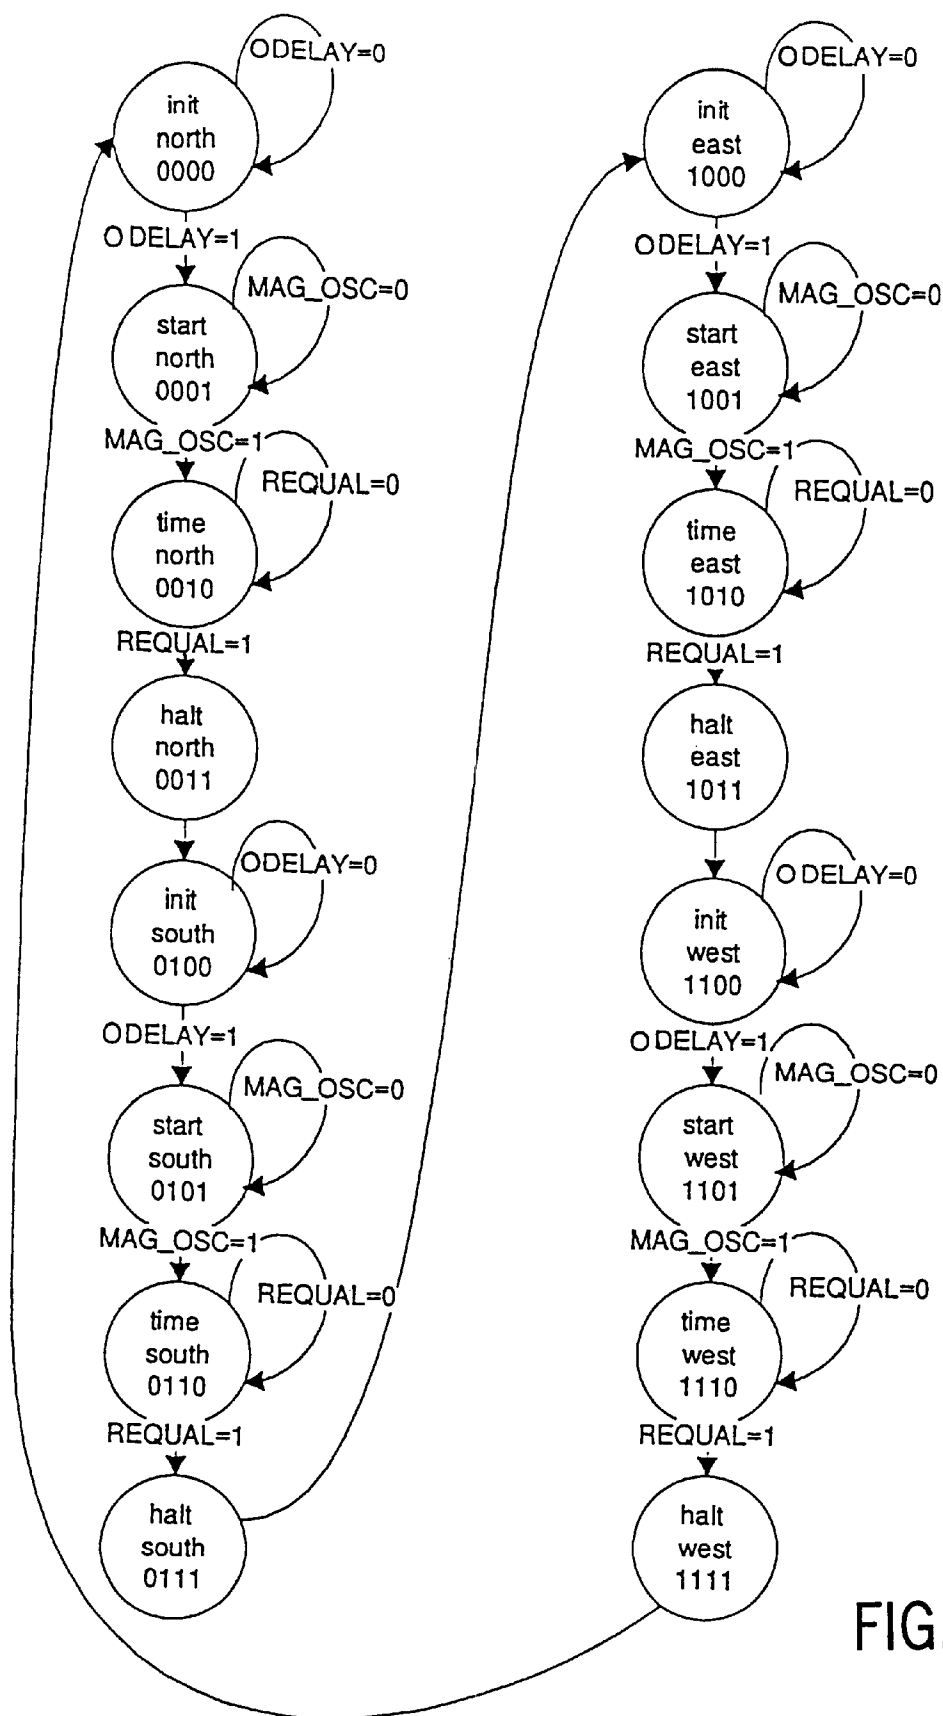 ODELAY=0
init
north
0000
ODELAY=1
MAG_OSC=0
start
north
0001
MAG_OSC=1
REQUAL=0
time
north
0010
REQUAL=1
halt
north
0011
ODELAY=0
init
south
0100
ODELAY=1
MAG_OSC=0
start
south
0101
MAG_OSC=1
REQUAL=0
time
south
0110
REQUAL=1
halt
south
0111
ODELAY=0
init
east
1000
ODELAY=1
MAG_OSC=0
start
east
1001
MAG_OSC=1
REQUAL=0
time
east
1010
REQUAL=1
halt
east
1011
ODELAY=0
init
west
1100
ODELAY=1
MAG_OSC=0
start
west
1101
MAG_OSC=1
REQUAL=0
time
west
1110
REQUAL=1
halt
west
1111
FIG.